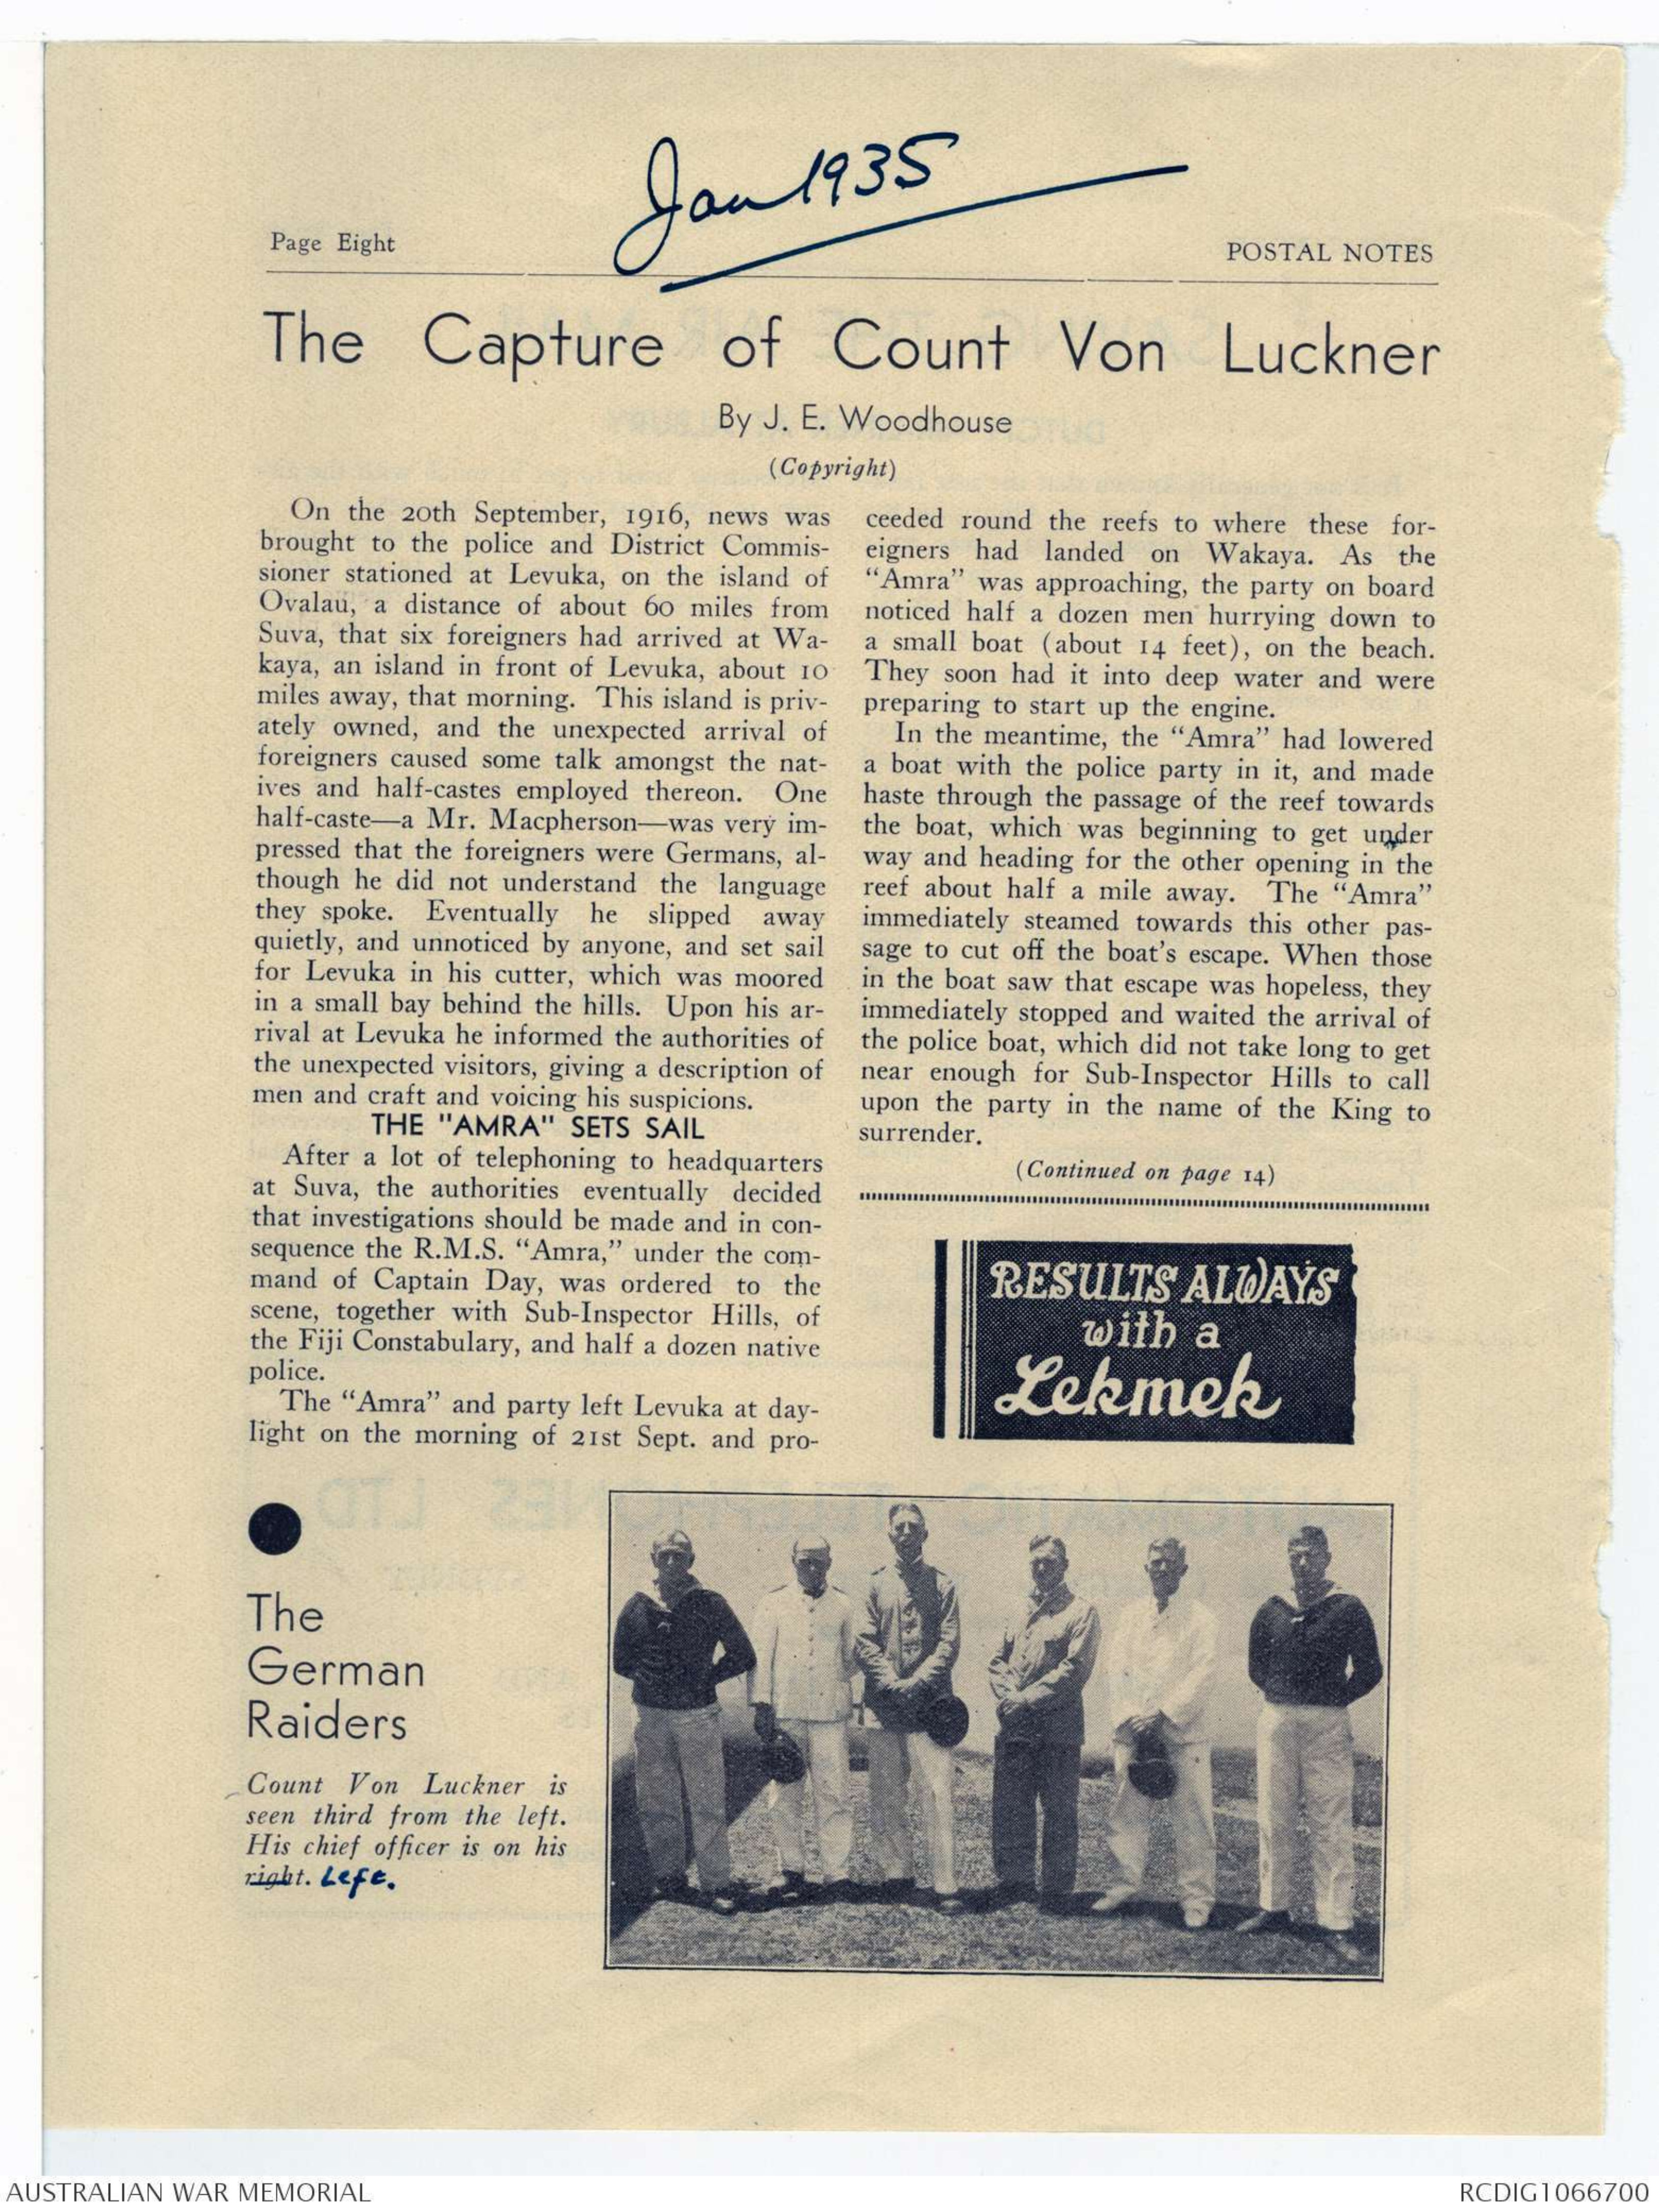 Jan 1935
Page Eight
POSTAL NOTES
The Capture of Count Von Luckner
By J. E. Woodhouse
(Copyright)
On the 20th September, 1916, news was
brought to the police and District Commis-
sioner stationed at Levuka, on the island of
Ovalau, a distance of about 60 miles from
Suva, that six foreigners had arrived at Wa-
kaya, an island in front of Levuka, about 10
miles away, that morning. This island is priv-
ately owned, and the unexpected arrival of
foreigners caused some talk amongst the nat-
ives and half-castes employed thereon. One
half-caste—a Mr. Macpherson—was very im-
pressed that the foreigners were Germans, al-
though he did not understand the language
they spoke. Eventually he slipped away
quietly, and unnoticed by anyone, and set sail
for Levuka in his cutter, which was moored
in a small bay behind the hills. Upon his ar-
rival at Levuka he informed the authorities of
the unexpected visitors, giving a description of
men and craft and voicing his suspicions.
THE "AMRA" SETS SAIL
After a lot of telephoning to headquarters
at Suva, the authorities eventually decided
that investigations should be made and in con-
sequence the R.M.S. "Amra," under the com-
mand of Captain Day, was ordered to the
scene, together with Sub-Inspector Hills, of
the Fiji Constabulary, and half a dozen native
police.
The "Amra" and party left Levuka at day-
light on the morning of 21st Sept. and pro-
ceeded round the reefs to where these for-
eigners had landed on Wakaya. As the
"Amra" was approaching, the party on board
noticed half a dozen men hurrying down to
a small boat (about 14 feet), on the beach.
They soon had it into deep water and were
preparing to start up the engine.
In the meantime, the "Amra" had lowered
a boat with the police party in it, and made
haste through the passage of the reef towards
the boat, which was beginning to get under
way and heading for the other opening in the
reef about half a mile away. The "Amra"
immediately steamed towards this other pas-
sage to cut off the boat's escape. When those
in the boat saw that escape was hopeless, they
immediately stopped and waited the arrival of
the police boat, which did not take long to get
near enough for Sub-Inspector Hills to call
upon the party in the name of the King to
surrender.
(Continued on page 14)
RESULTS ALWAYS
with a
Lekmek
The
German
Raiders
Count Von Luckner is
seen third from the left.
His chief officer is on his
right. Left.
AUSTRALIAN WAR MEMORIAL
RCDIG1066700